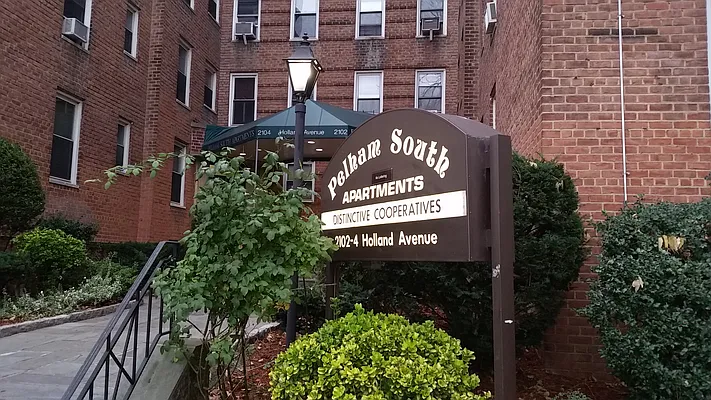 2104 Holland Avenue 2102
Pelham South
APARTMENTS
DISTINCTIVE COOPERATIVES
2102-4 Holland Avenue